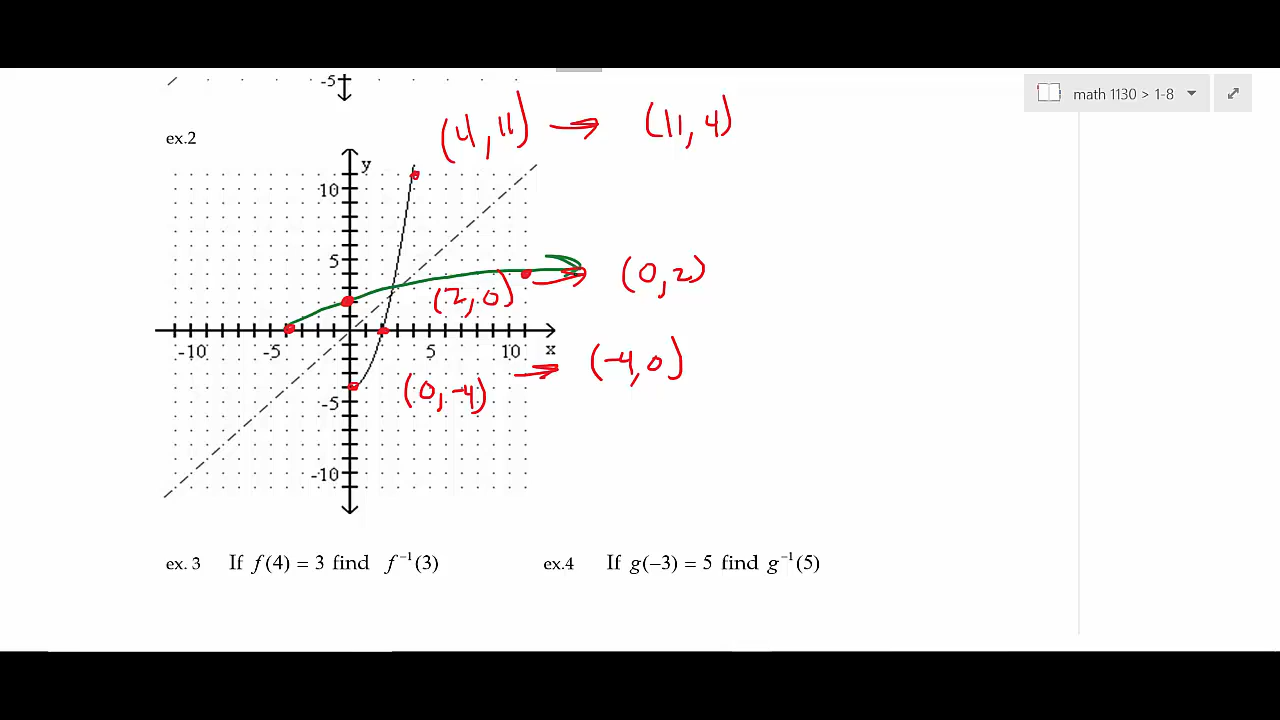 -5
math 1130 > 1-8
(4,11) → (11,4)
ex.2
y
10
5
(2,0) → (0,2)
-10 -5 5 10 x
(0,-4) → (-4,0)
-5
-10
ex. 3 If f(4) = 3 find f⁻¹(3)
ex.4 If g(−3) = 5 find g⁻¹(5)